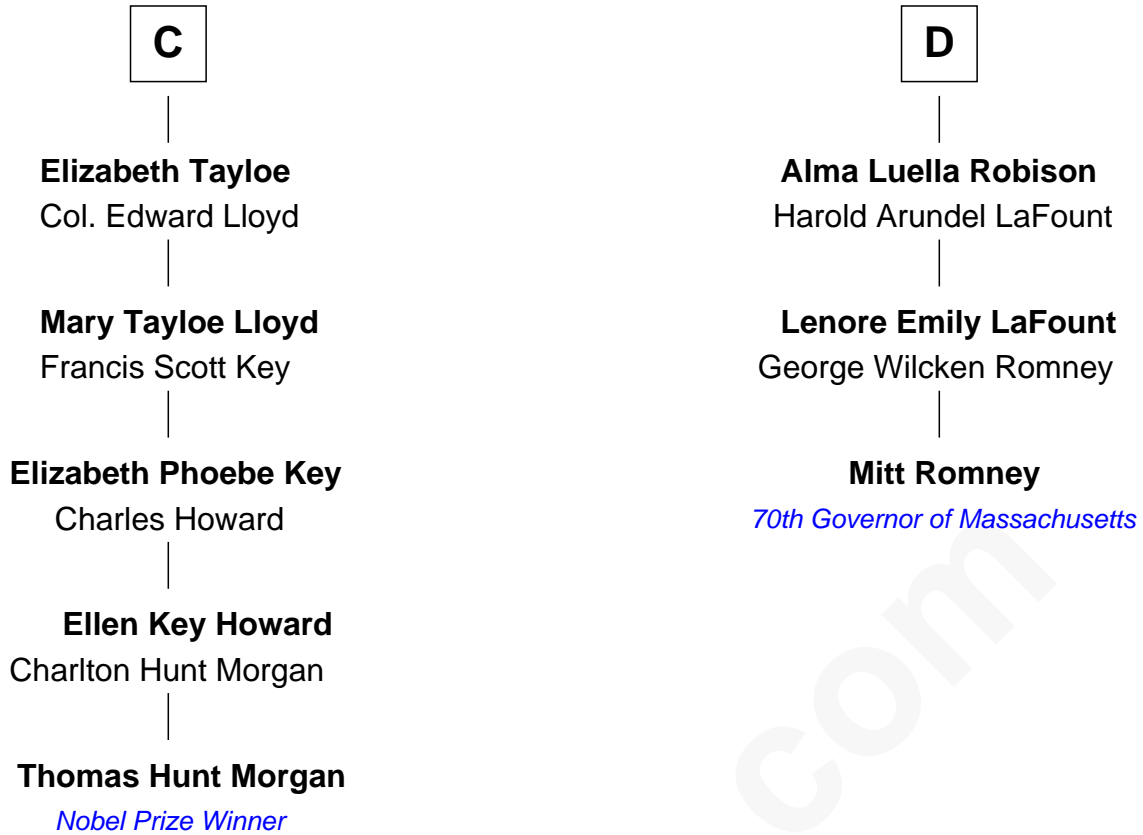 C
Elizabeth Tayloe
Col. Edward Lloyd
Mary Tayloe Lloyd
Francis Scott Key
Elizabeth Phoebe Key
Charles Howard
Ellen Key Howard
Charlton Hunt Morgan
Thomas Hunt Morgan
Nobel Prize Winner
D
Alma Luella Robison
Harold Arundel LaFount
Lenore Emily LaFount
George Wilcken Romney
Mitt Romney
70th Governor of Massachusetts
com